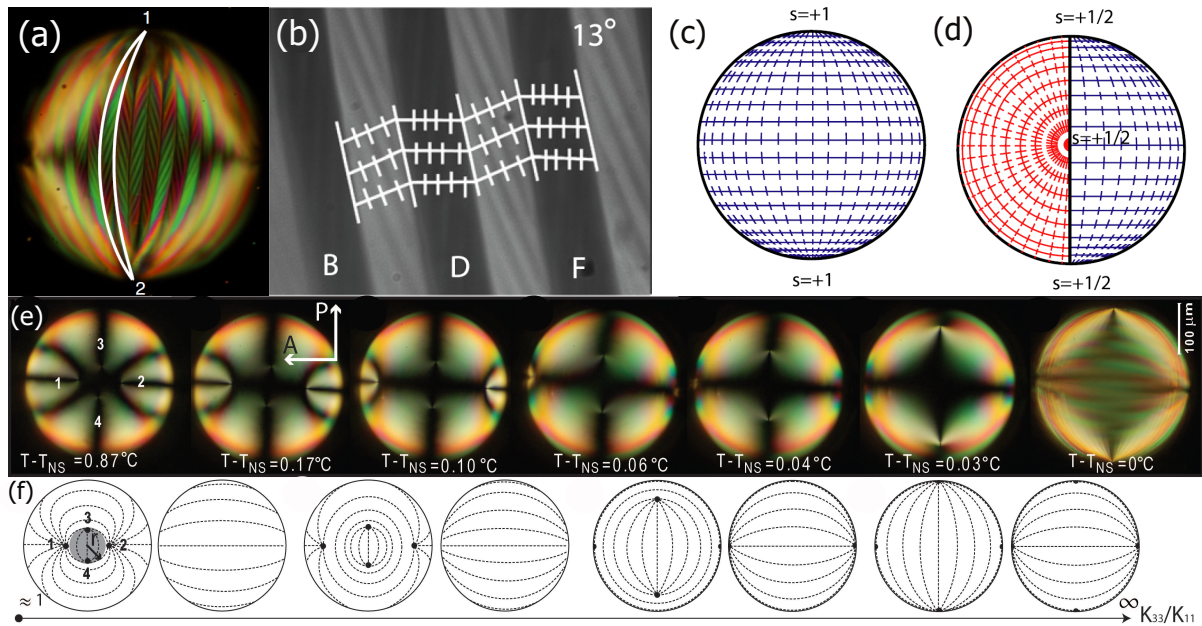 (a)
1
2
(b)
13°
B
D
F
(c)
s=+1
s=+1
(d)
s=+1/2
s=+1/2
s=+1/2
(e)
P
A
3
1
2
4
100 µm
T-T_NS=0.87°C
T-T_NS=0.17°C
T-T_NS=0.10°C
T-T_NS=0.06°C
T-T_NS=0.04°C
T-T_NS=0.03°C
T-T_NS=0°C
(f)
3
1
r
2
4
≈1
∞
K33/K11